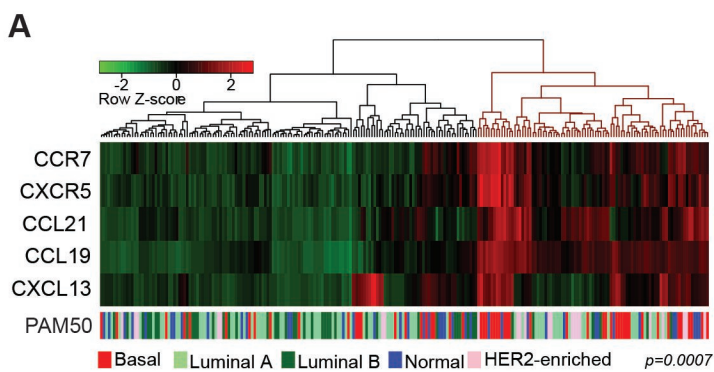 A
-2 0 2
Row Z-score
CCR7
CXCR5
CCL21
CCL19
CXCL13
PAM50
Basal Luminal A Luminal B Normal HER2-enriched p=0.0007